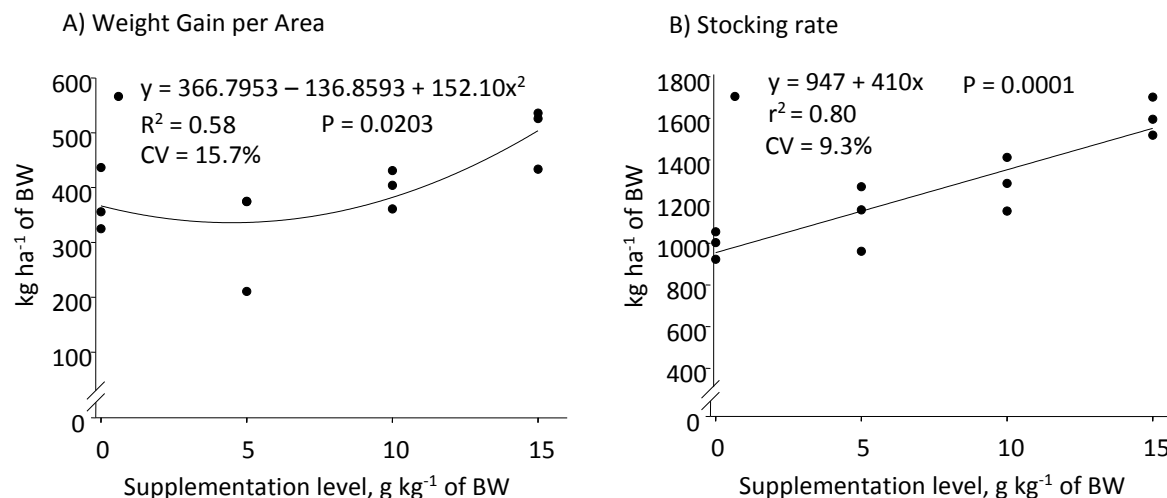 A) Weight Gain per Area
y = 366.7953 – 136.8593 + 152.10x²
R² = 0.58 P = 0.0203
CV = 15.7%
600
500
400
300
200
100
0
kg ha⁻¹ of BW
0 5 10 15
Supplementation level, g kg⁻¹ of BW
B) Stocking rate
y = 947 + 410x P = 0.0001
r² = 0.80
CV = 9.3%
1800
1600
1400
1200
1000
800
600
400
0
kg ha⁻¹ of BW
0 5 10 15
Supplementation level, g kg⁻¹ of BW